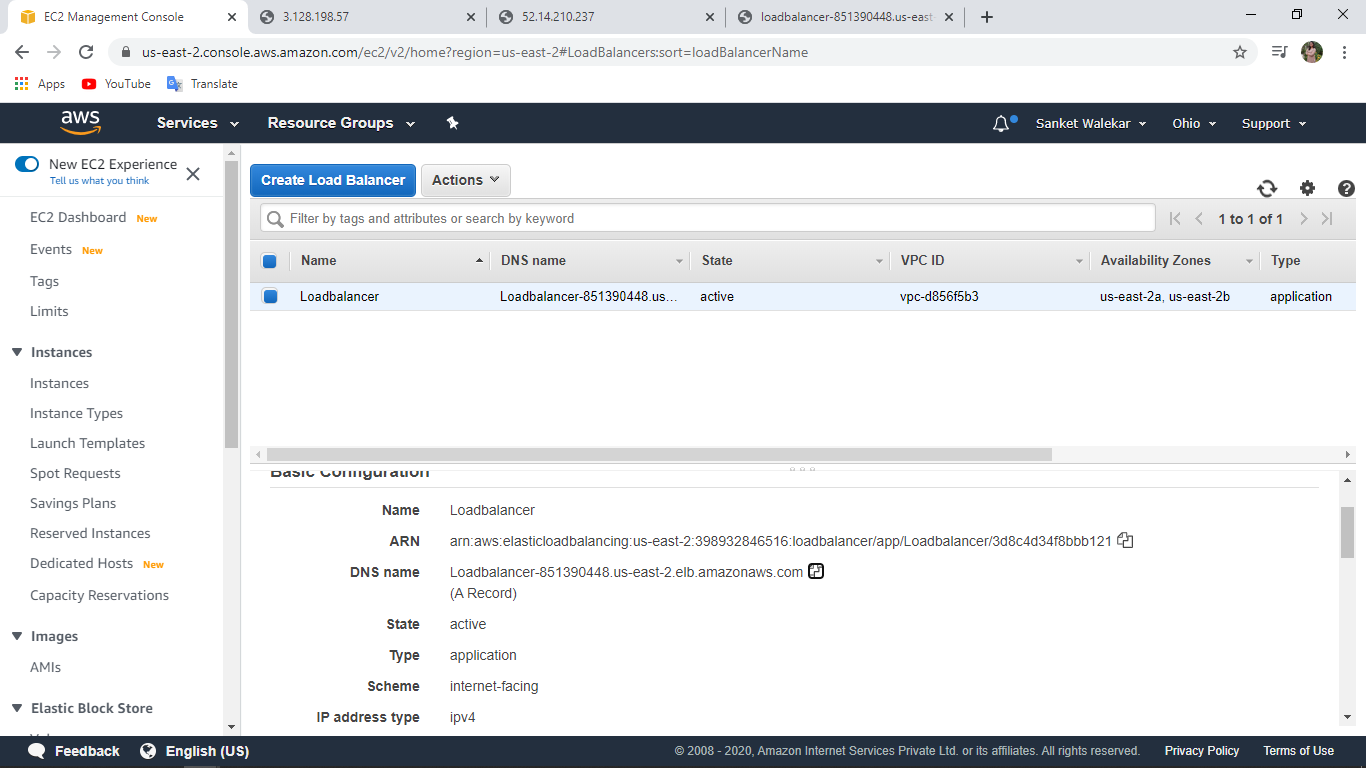 EC2 Management Console
3.128.198.57
52.14.210.237
loadbalancer-851390448.us-east-
us-east-2.console.aws.amazon.com/ec2/v2/home?region=us-east-2#LoadBalancers:sort=loadBalancerName
Apps YouTube Translate
aws Services Resource Groups Sanket Walekar Ohio Support
New EC2 Experience
Tell us what you think
EC2 Dashboard New
Events New
Tags
Limits
Instances
Instances
Instance Types
Launch Templates
Spot Requests
Savings Plans
Reserved Instances
Dedicated Hosts New
Capacity Reservations
Images
AMIs
Elastic Block Store
Create Load Balancer Actions
Filter by tags and attributes or search by keyword 1 to 1 of 1
Name DNS name State VPC ID Availability Zones Type
Loadbalancer Loadbalancer-851390448.us... active vpc-d856f5b3 us-east-2a, us-east-2b application
Basic Configuration
Name Loadbalancer
ARN arn:aws:elasticloadbalancing:us-east-2:398932846516:loadbalancer/app/Loadbalancer/3d8c4d34f8bbb121
DNS name Loadbalancer-851390448.us-east-2.elb.amazonaws.com
(A Record)
State active
Type application
Scheme internet-facing
IP address type ipv4
Feedback English (US) © 2008 - 2020, Amazon Internet Services Private Ltd. or its affiliates. All rights reserved. Privacy Policy Terms of Use